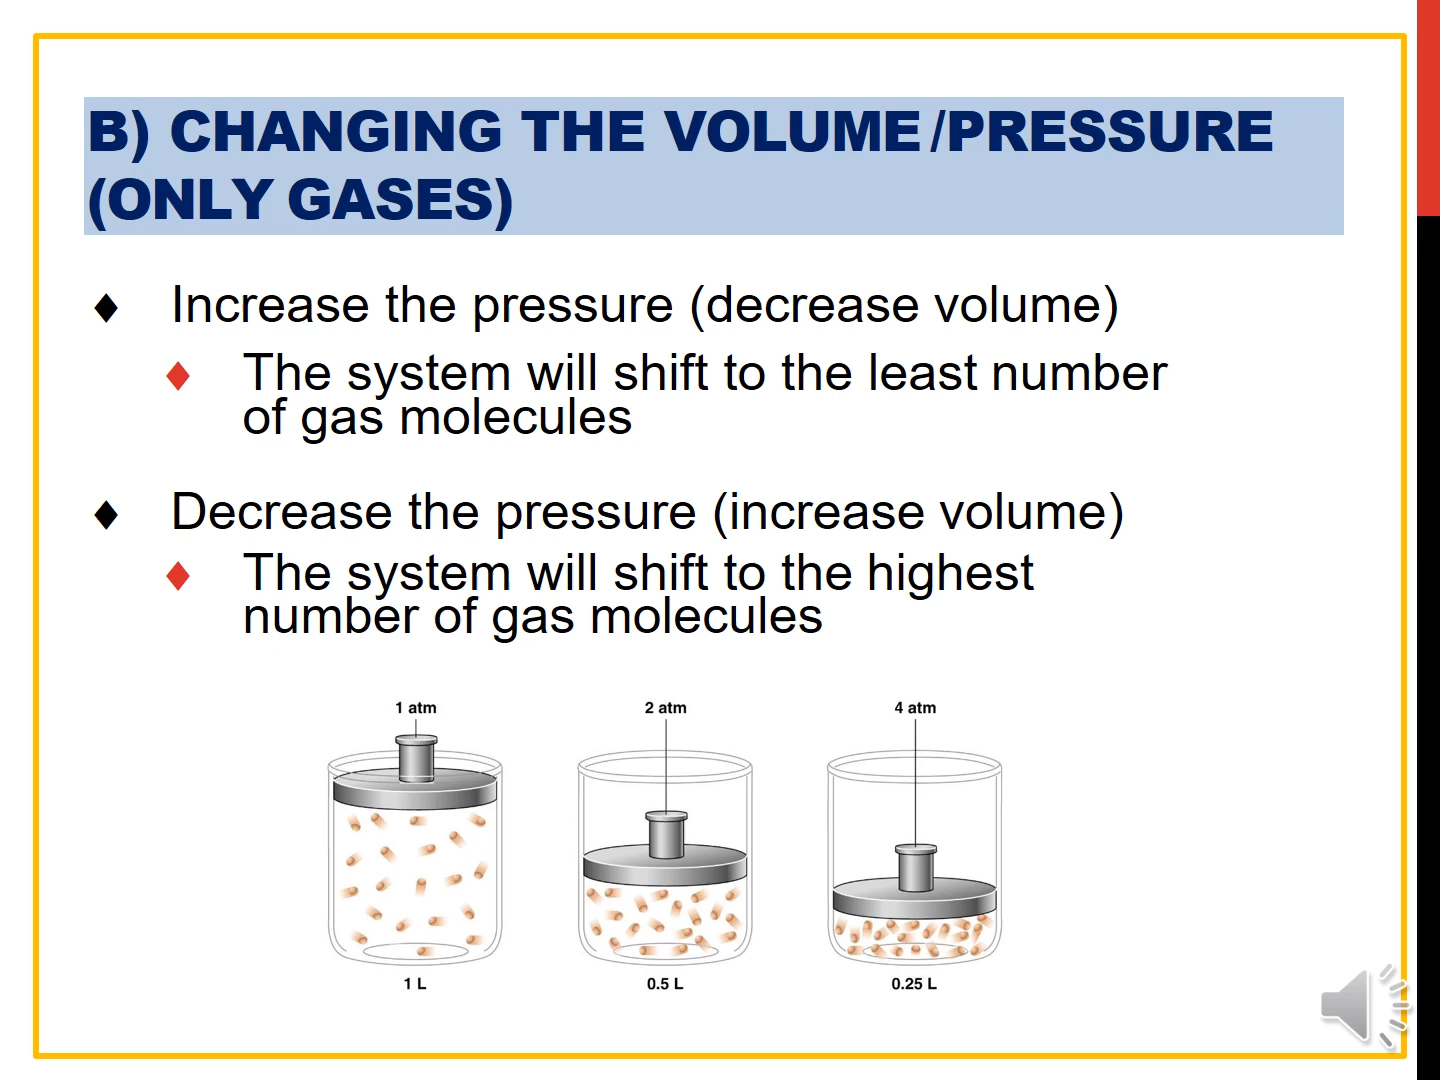 B) CHANGING THE VOLUME/PRESSURE
(ONLY GASES)
♦ Increase the pressure (decrease volume)
♦ The system will shift to the least number
of gas molecules
♦ Decrease the pressure (increase volume)
♦ The system will shift to the highest
number of gas molecules
1 atm 2 atm 4 atm
1 L 0.5 L 0.25 L